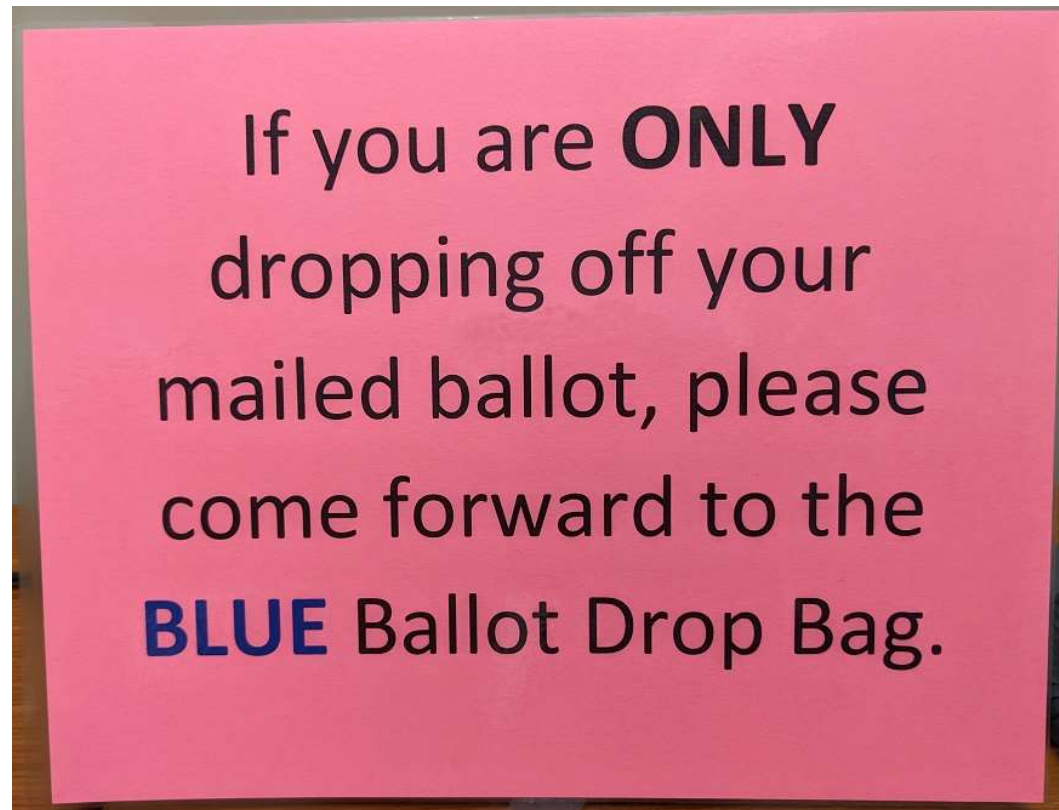 If you are ONLY
dropping off your
mailed ballot, please
come forward to the
BLUE Ballot Drop Bag.